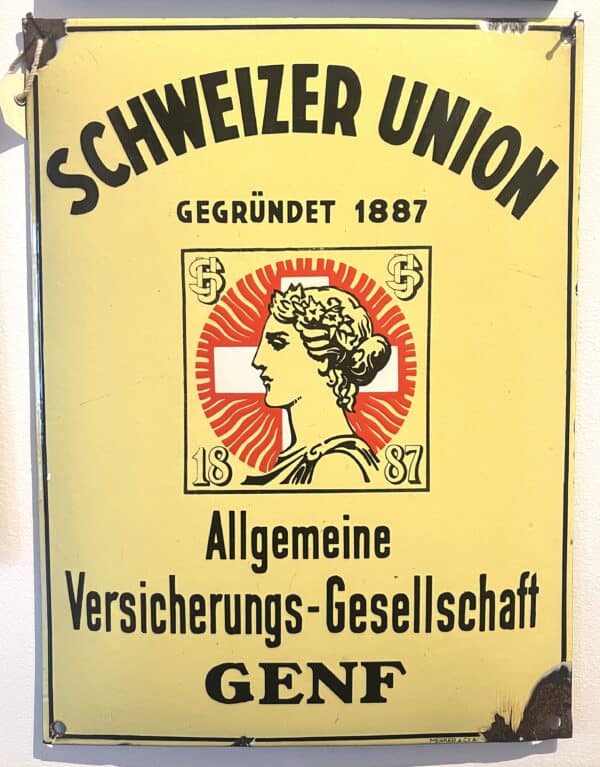 SCHWEIZER UNION
GEGRÜNDET 1887
18 87
Allgemeine
Versicherungs-Gesellschaft
GENF